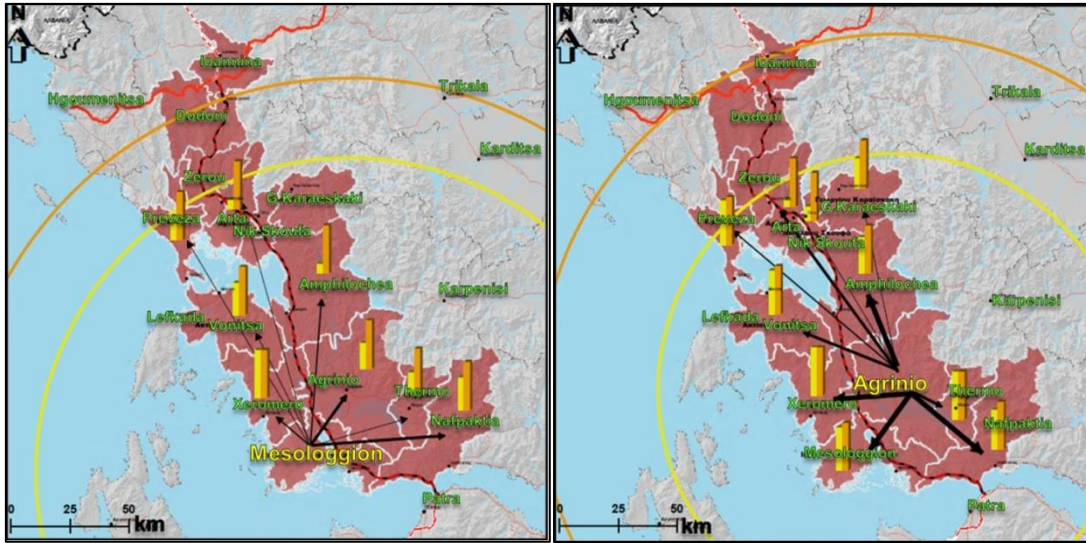 N
ΑΛΒΑΝΙΑ
Ioannina
Hgoumenitsa
Trikala
Dodoni
Karditsa
Zerou
G.Karaeskaki
Preveza
Arta
Nik Skoufa
Amphilochea
Karpenisi
Lefkada
Vonitsa
Agrinio
Thermo
Xeromero
Nafpaktia
Mesologgion
Patra
0 25 50
km
N
ΑΛΒΑΝΙΑ
Ioannina
Hgoumenitsa
Trikala
Dodoni
Karditsa
Zerou
G.Karaeskaki
Preveza
Arta
Nik Skoufa
Amphilochea
Karpenisi
Lefkada
Vonitsa
Agrinio
Thermo
Xeromero
Nafpaktia
Mesologgion
Patra
0 25 50
km